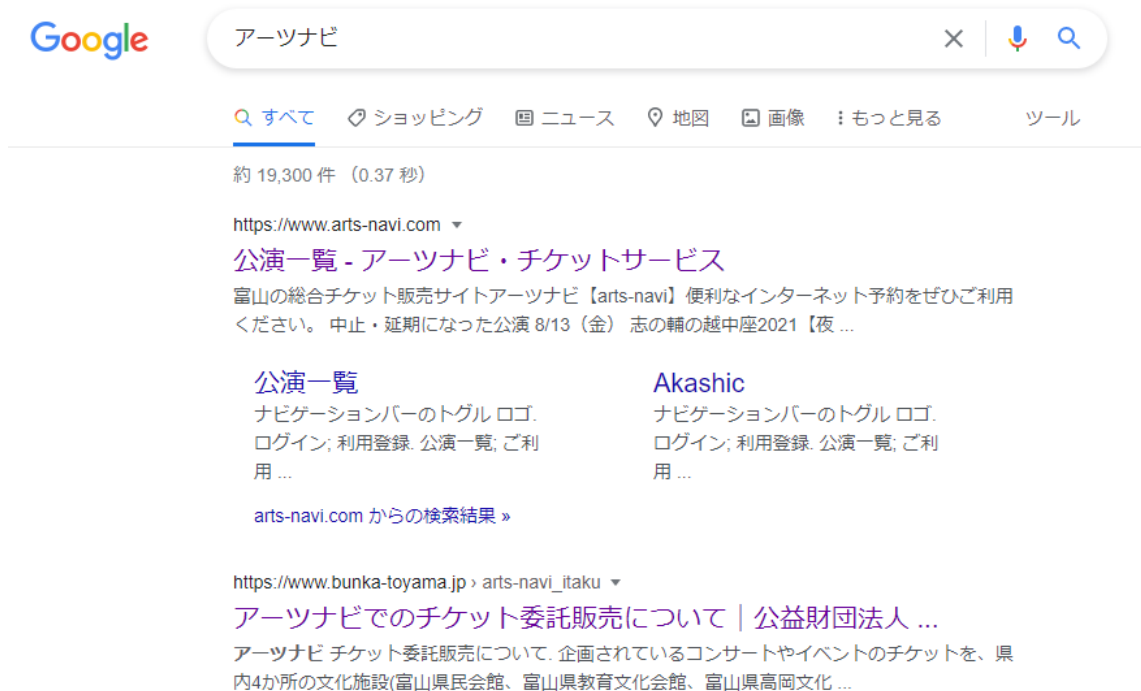 Google
アーツナビ
すべて ショッピング ニュース 地図 画像 もっと見る ツール
約 19,300 件 （0.37 秒）
https://www.arts-navi.com
公演一覧 - アーツナビ・チケットサービス
富山の総合チケット販売サイトアーツナビ【arts-navi】便利なインターネット予約をぜひご利用
ください。 中止・延期になった公演 8/13（金） 志の輔の越中座2021【夜 ...
公演一覧
ナビゲーションバーのトグル ロゴ.
ログイン; 利用登録. 公演一覧; ご利
用 ...
Akashic
ナビゲーションバーのトグル ロゴ.
ログイン; 利用登録. 公演一覧; ご利
用 ...
arts-navi.com からの検索結果 »
https://www.bunka-toyama.jp › arts-navi_itaku
アーツナビでのチケット委託販売について｜公益財団法人 ...
アーツナビ チケット委託販売について. 企画されているコンサートやイベントのチケットを、県
内4か所の文化施設(富山県民会館、富山県教育文化会館、富山県高岡文化 ...